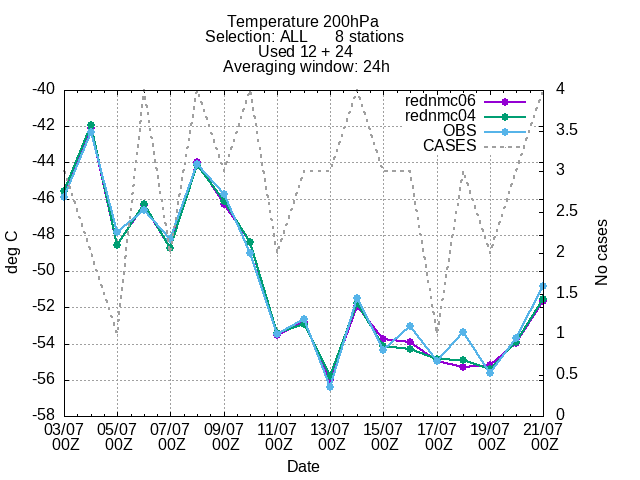 Temperature 200hPa
Selection: ALL 8 stations
Used 12 + 24
Averaging window: 24h
rednmc06
rednmc04
OBS
CASES
-40
-42
-44
-46
-48
-50
-52
-54
-56
-58
deg C
4
3.5
3
2.5
2
1.5
1
0.5
0
No cases
03/07 05/07 07/07 09/07 11/07 13/07 15/07 17/07 19/07 21/07
00Z 00Z 00Z 00Z 00Z 00Z 00Z 00Z 00Z 00Z
Date